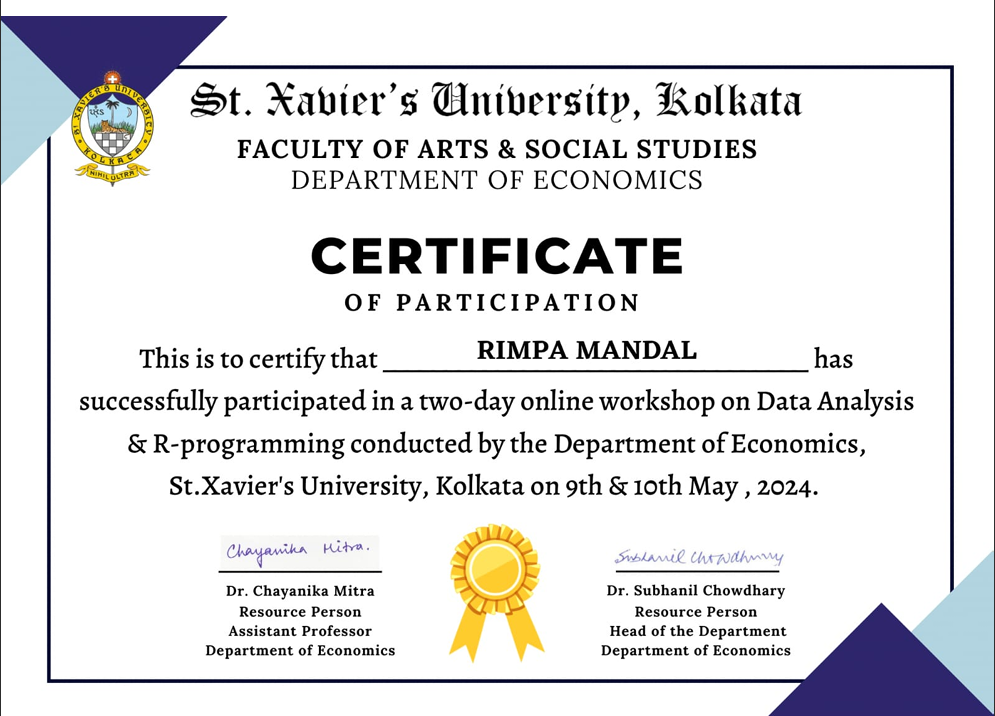 St. Xavier's University, Kolkata
FACULTY OF ARTS & SOCIAL STUDIES
DEPARTMENT OF ECONOMICS
ST. XAVIER'S UNIVERSITY
KOLKATA
NIHIL ULTRA
CERTIFICATE
OF PARTICIPATION
This is to certify that RIMPA MANDAL has
successfully participated in a two-day online workshop on Data Analysis
& R-programming conducted by the Department of Economics,
St.Xavier's University, Kolkata on 9th & 10th May , 2024.
Chayanika Mitra.
Subhanil Chowdhury
Dr. Chayanika Mitra
Resource Person
Assistant Professor
Department of Economics
Dr. Subhanil Chowdhary
Resource Person
Head of the Department
Department of Economics